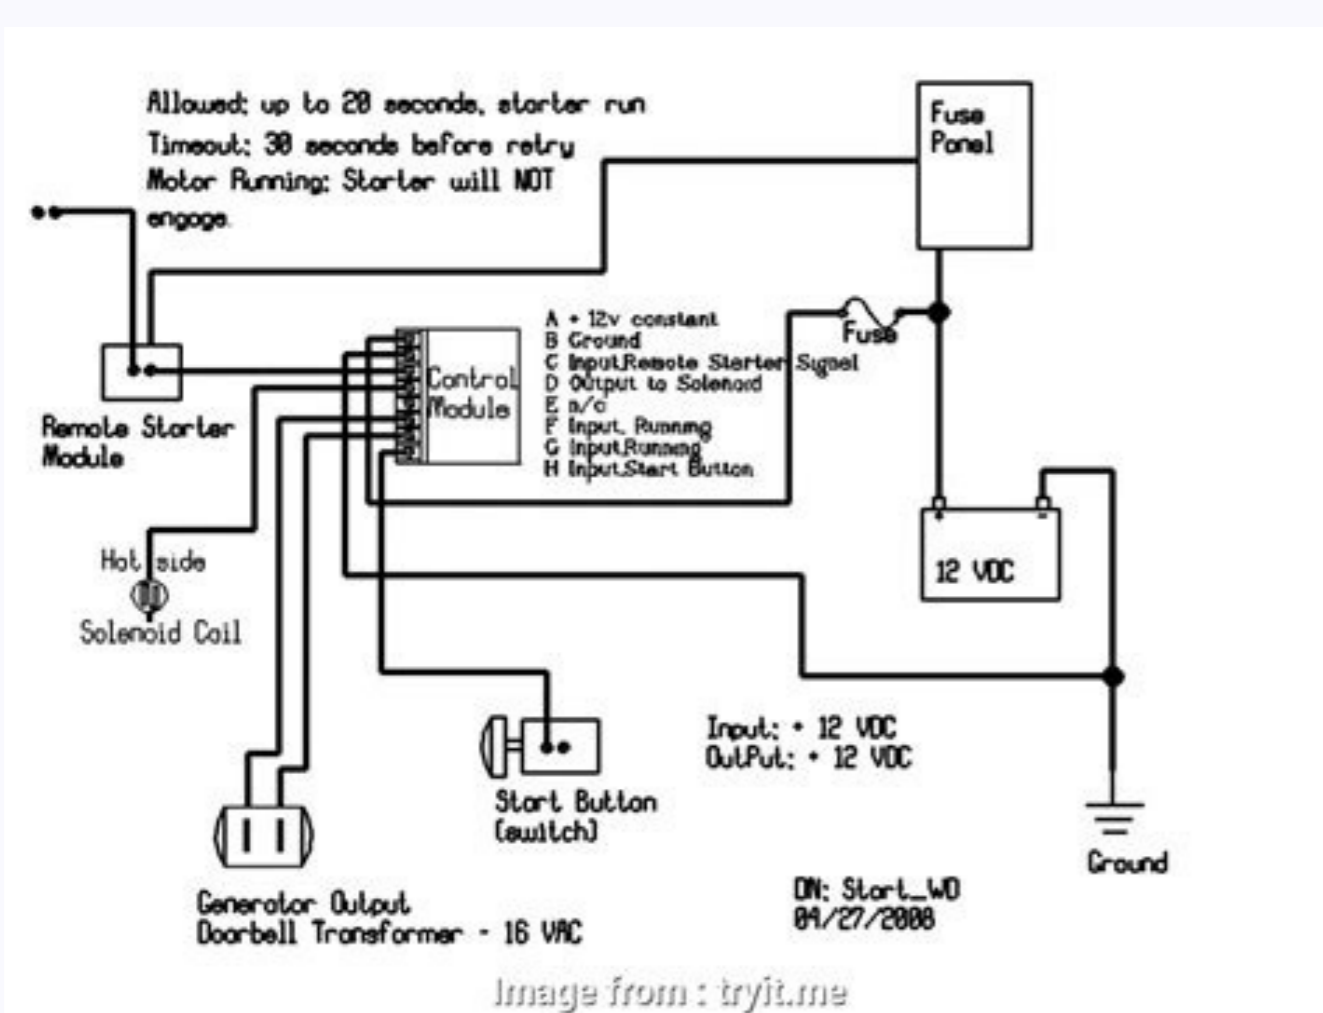 Allowed: up to 20 seconds, starter run
Timeout: 30 seconds before retry
Motor Running: Starter will NOT
engage.
Fuse
Panel
Fuse
A + 12v constant
B Ground
C Input,Remote Starter Signal
D Output to Solenoid
E n/c
F Input, Running
G Input,Running
H Input,Start Button
Control
Module
Remote Starter
Module
Hot side
Solenoid Coil
+ -
12 VDC
Input: + 12 VDC
OutPut: + 12 VDC
Start Button
(switch)
Ground
DN: Start_WD
04/27/2008
Generator Output
Doorbell Transformer - 16 VAC
Image from : tryit.me